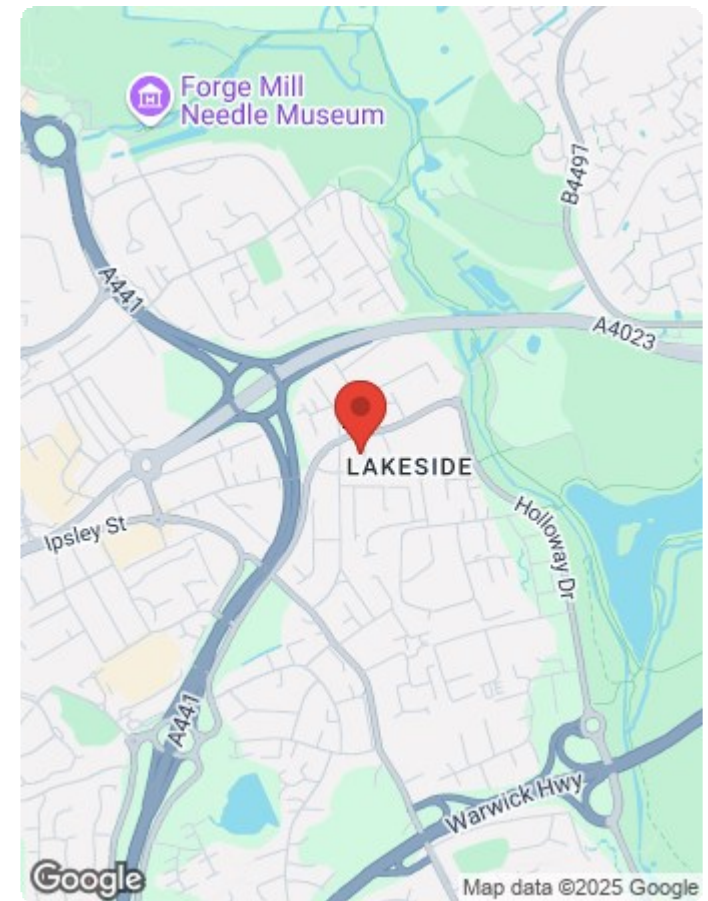 Forge Mill
Needle Museum
B4497
A441
A4023
LAKESIDE
Ipsley St
Holloway Dr
A441
Warwick Hwy
Google
Map data ©2025 Google